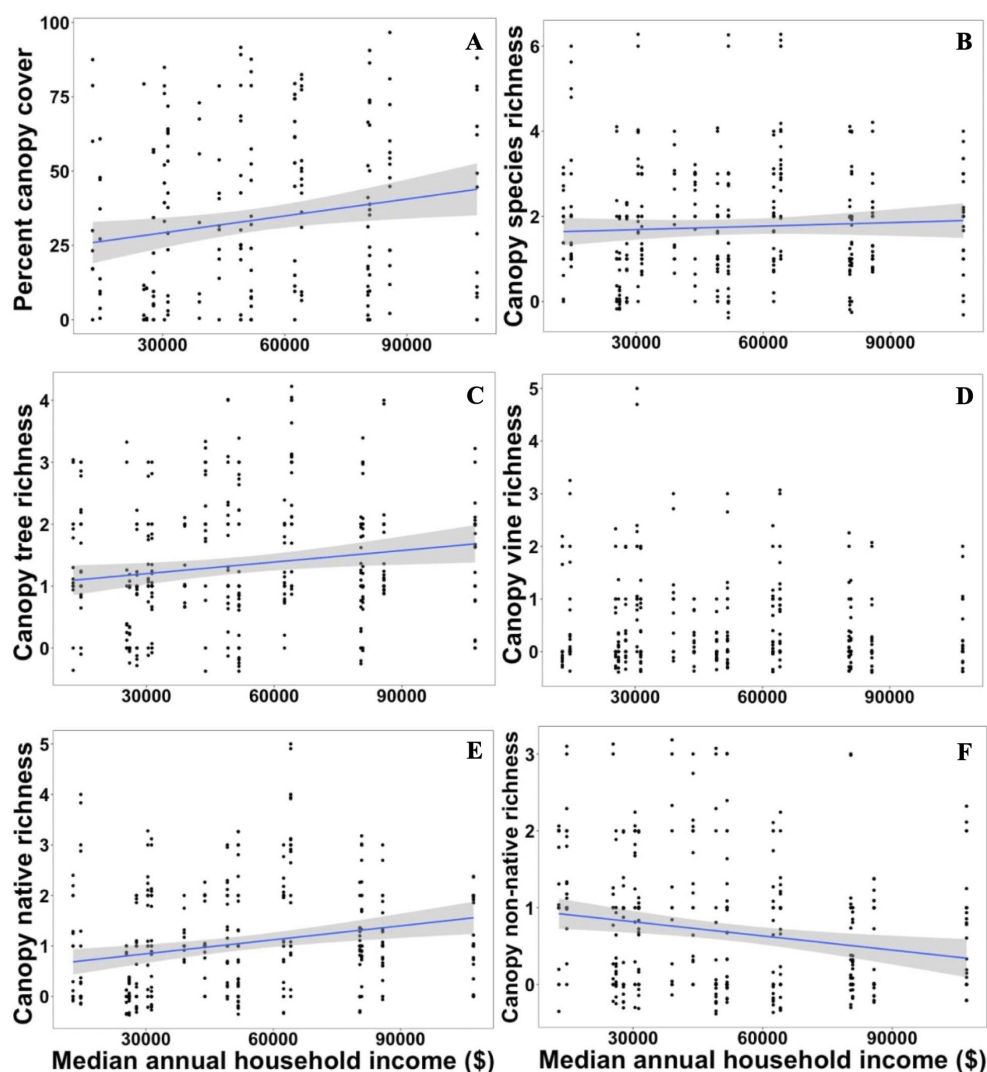 A
Percent canopy cover
100
75
50
25
0
30000 60000 90000
B
Canopy species richness
6
4
2
0
30000 60000 90000
C
Canopy tree richness
4
3
2
1
0
30000 60000 90000
D
Canopy vine richness
5
4
3
2
1
0
30000 60000 90000
E
Canopy native richness
5
4
3
2
1
0
30000 60000 90000
Median annual household income ($)
F
Canopy non-native richness
3
2
1
0
30000 60000 90000
Median annual household income ($)